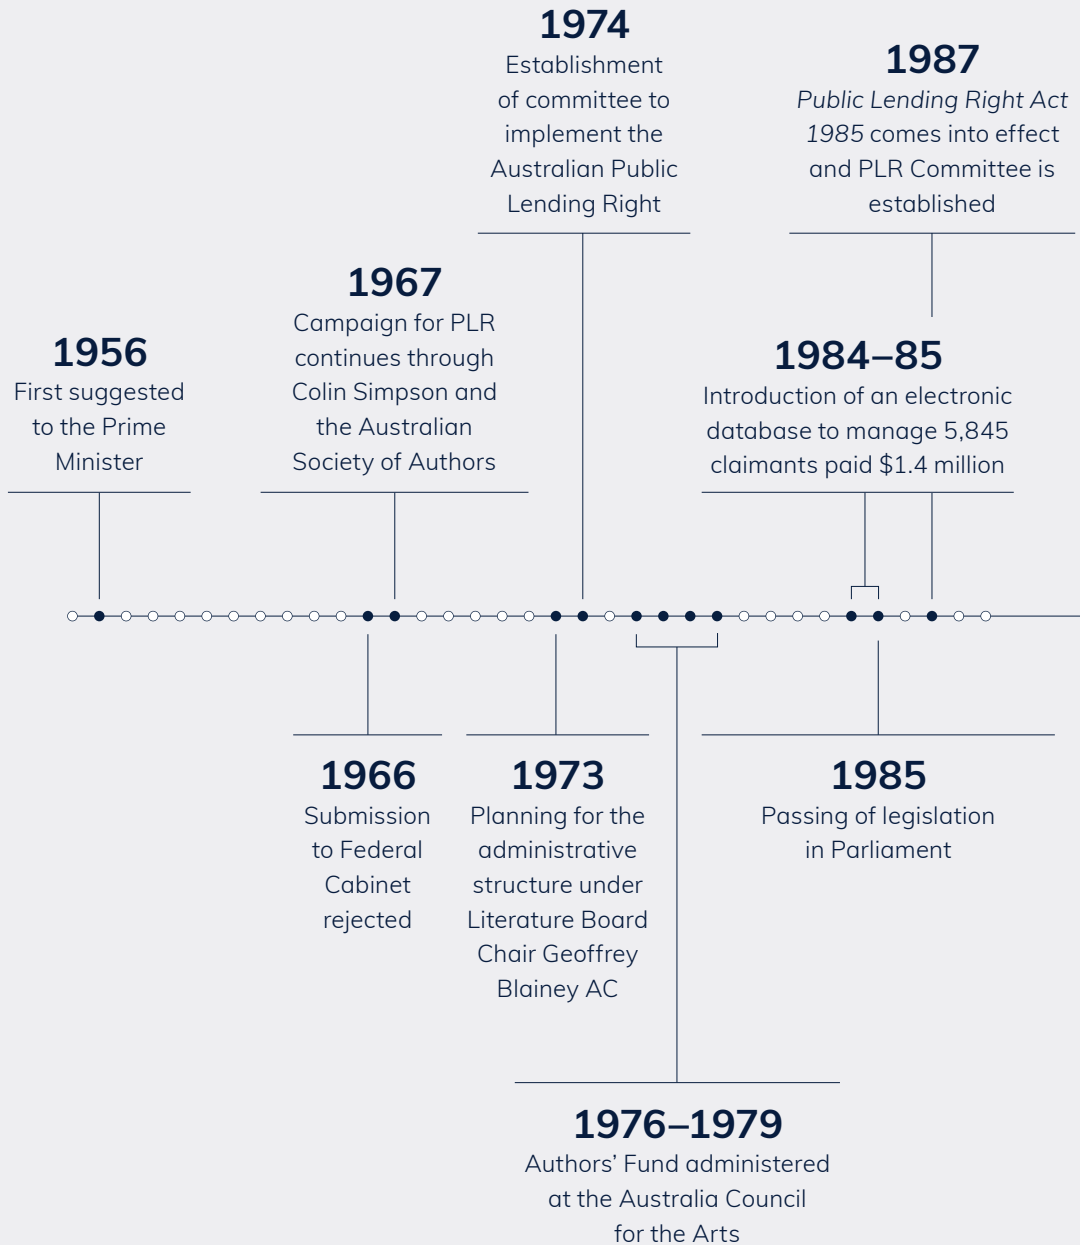 1974
Establishment
of committee to
implement the
Australian Public
Lending Right
1987
Public Lending Right Act
1985 comes into effect
and PLR Committee is
established
1967
Campaign for PLR
continues through
Colin Simpson and
the Australian
Society of Authors
1956
First suggested
to the Prime
Minister
1984–85
Introduction of an electronic
database to manage 5,845
claimants paid $1.4 million
1966
Submission
to Federal
Cabinet
rejected
1973
Planning for the
administrative
structure under
Literature Board
Chair Geoffrey
Blainey AC
1985
Passing of legislation
in Parliament
1976–1979
Authors’ Fund administered
at the Australia Council
for the Arts